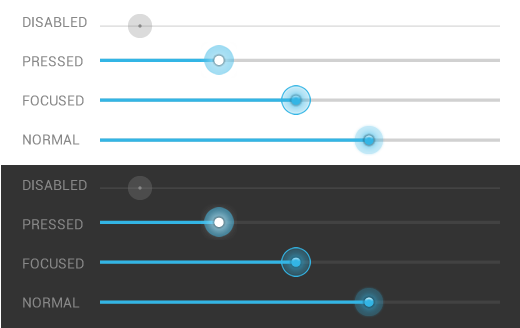 DISABLED
PRESSED
FOCUSED
NORMAL
DISABLED
PRESSED
FOCUSED
NORMAL